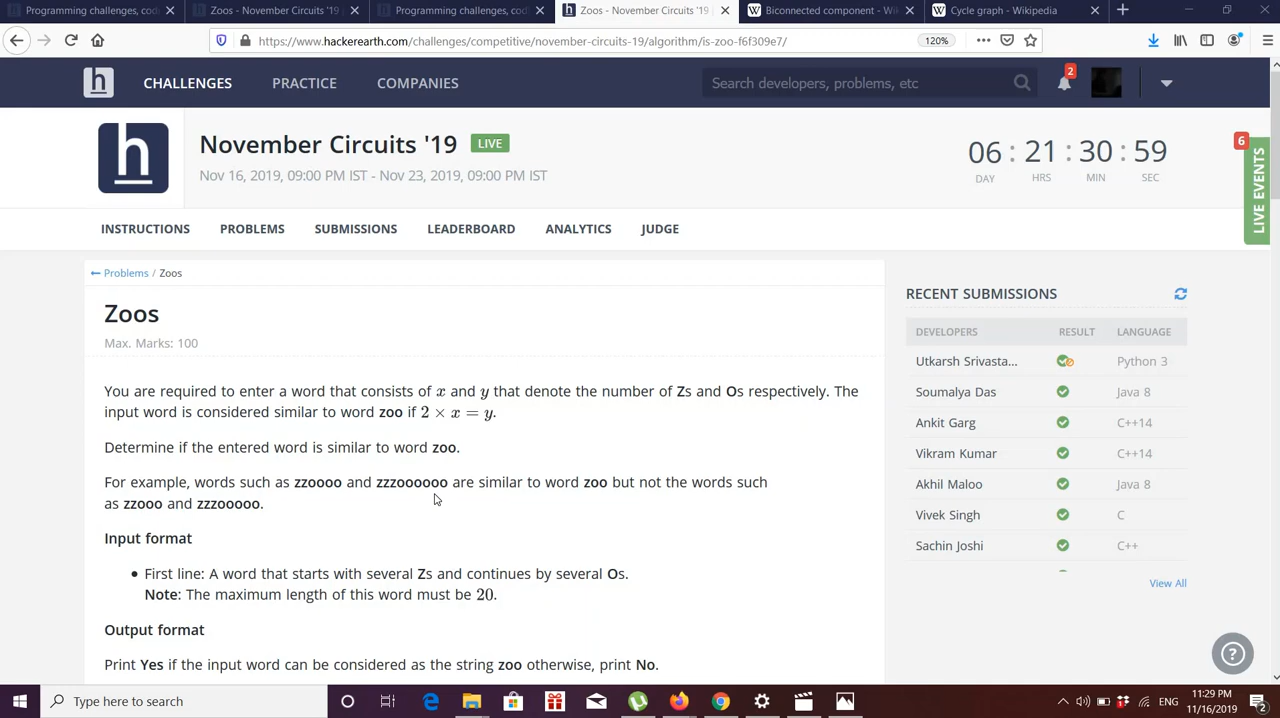 Programming challenges, cod
Zoos - November Circuits '19
Programming challenges, cod
Zoos - November Circuits '19
Biconnected component - Wiki
Cycle graph - Wikipedia
https://www.hackerearth.com/challenges/competitive/november-circuits-19/algorithm/is-zoo-f6f309e7/
120%
h
CHALLENGES
PRACTICE
COMPANIES
Search developers, problems, etc
2
h
November Circuits '19
LIVE
Nov 16, 2019, 09:00 PM IST - Nov 23, 2019, 09:00 PM IST
06 : 21 : 30 : 59
DAY HRS MIN SEC
6
LIVE EVENTS
INSTRUCTIONS
PROBLEMS
SUBMISSIONS
LEADERBOARD
ANALYTICS
JUDGE
← Problems / Zoos
Zoos
Max. Marks: 100
You are required to enter a word that consists of x and y that denote the number of Zs and Os respectively. The
input word is considered similar to word zoo if 2 × x = y.
Determine if the entered word is similar to word zoo.
For example, words such as zzoooo and zzzoooooo are similar to word zoo but not the words such
as zzooo and zzzooooo.
Input format
• First line: A word that starts with several Zs and continues by several Os.
Note: The maximum length of this word must be 20.
Output format
Print Yes if the input word can be considered as the string zoo otherwise, print No.
RECENT SUBMISSIONS
DEVELOPERS RESULT LANGUAGE
Utkarsh Srivasta... Python 3
Soumalya Das Java 8
Ankit Garg C++14
Vikram Kumar C++14
Akhil Maloo Java 8
Vivek Singh C
Sachin Joshi C++
View All
?
Type here to search
ENG
11:29 PM
11/16/2019
2